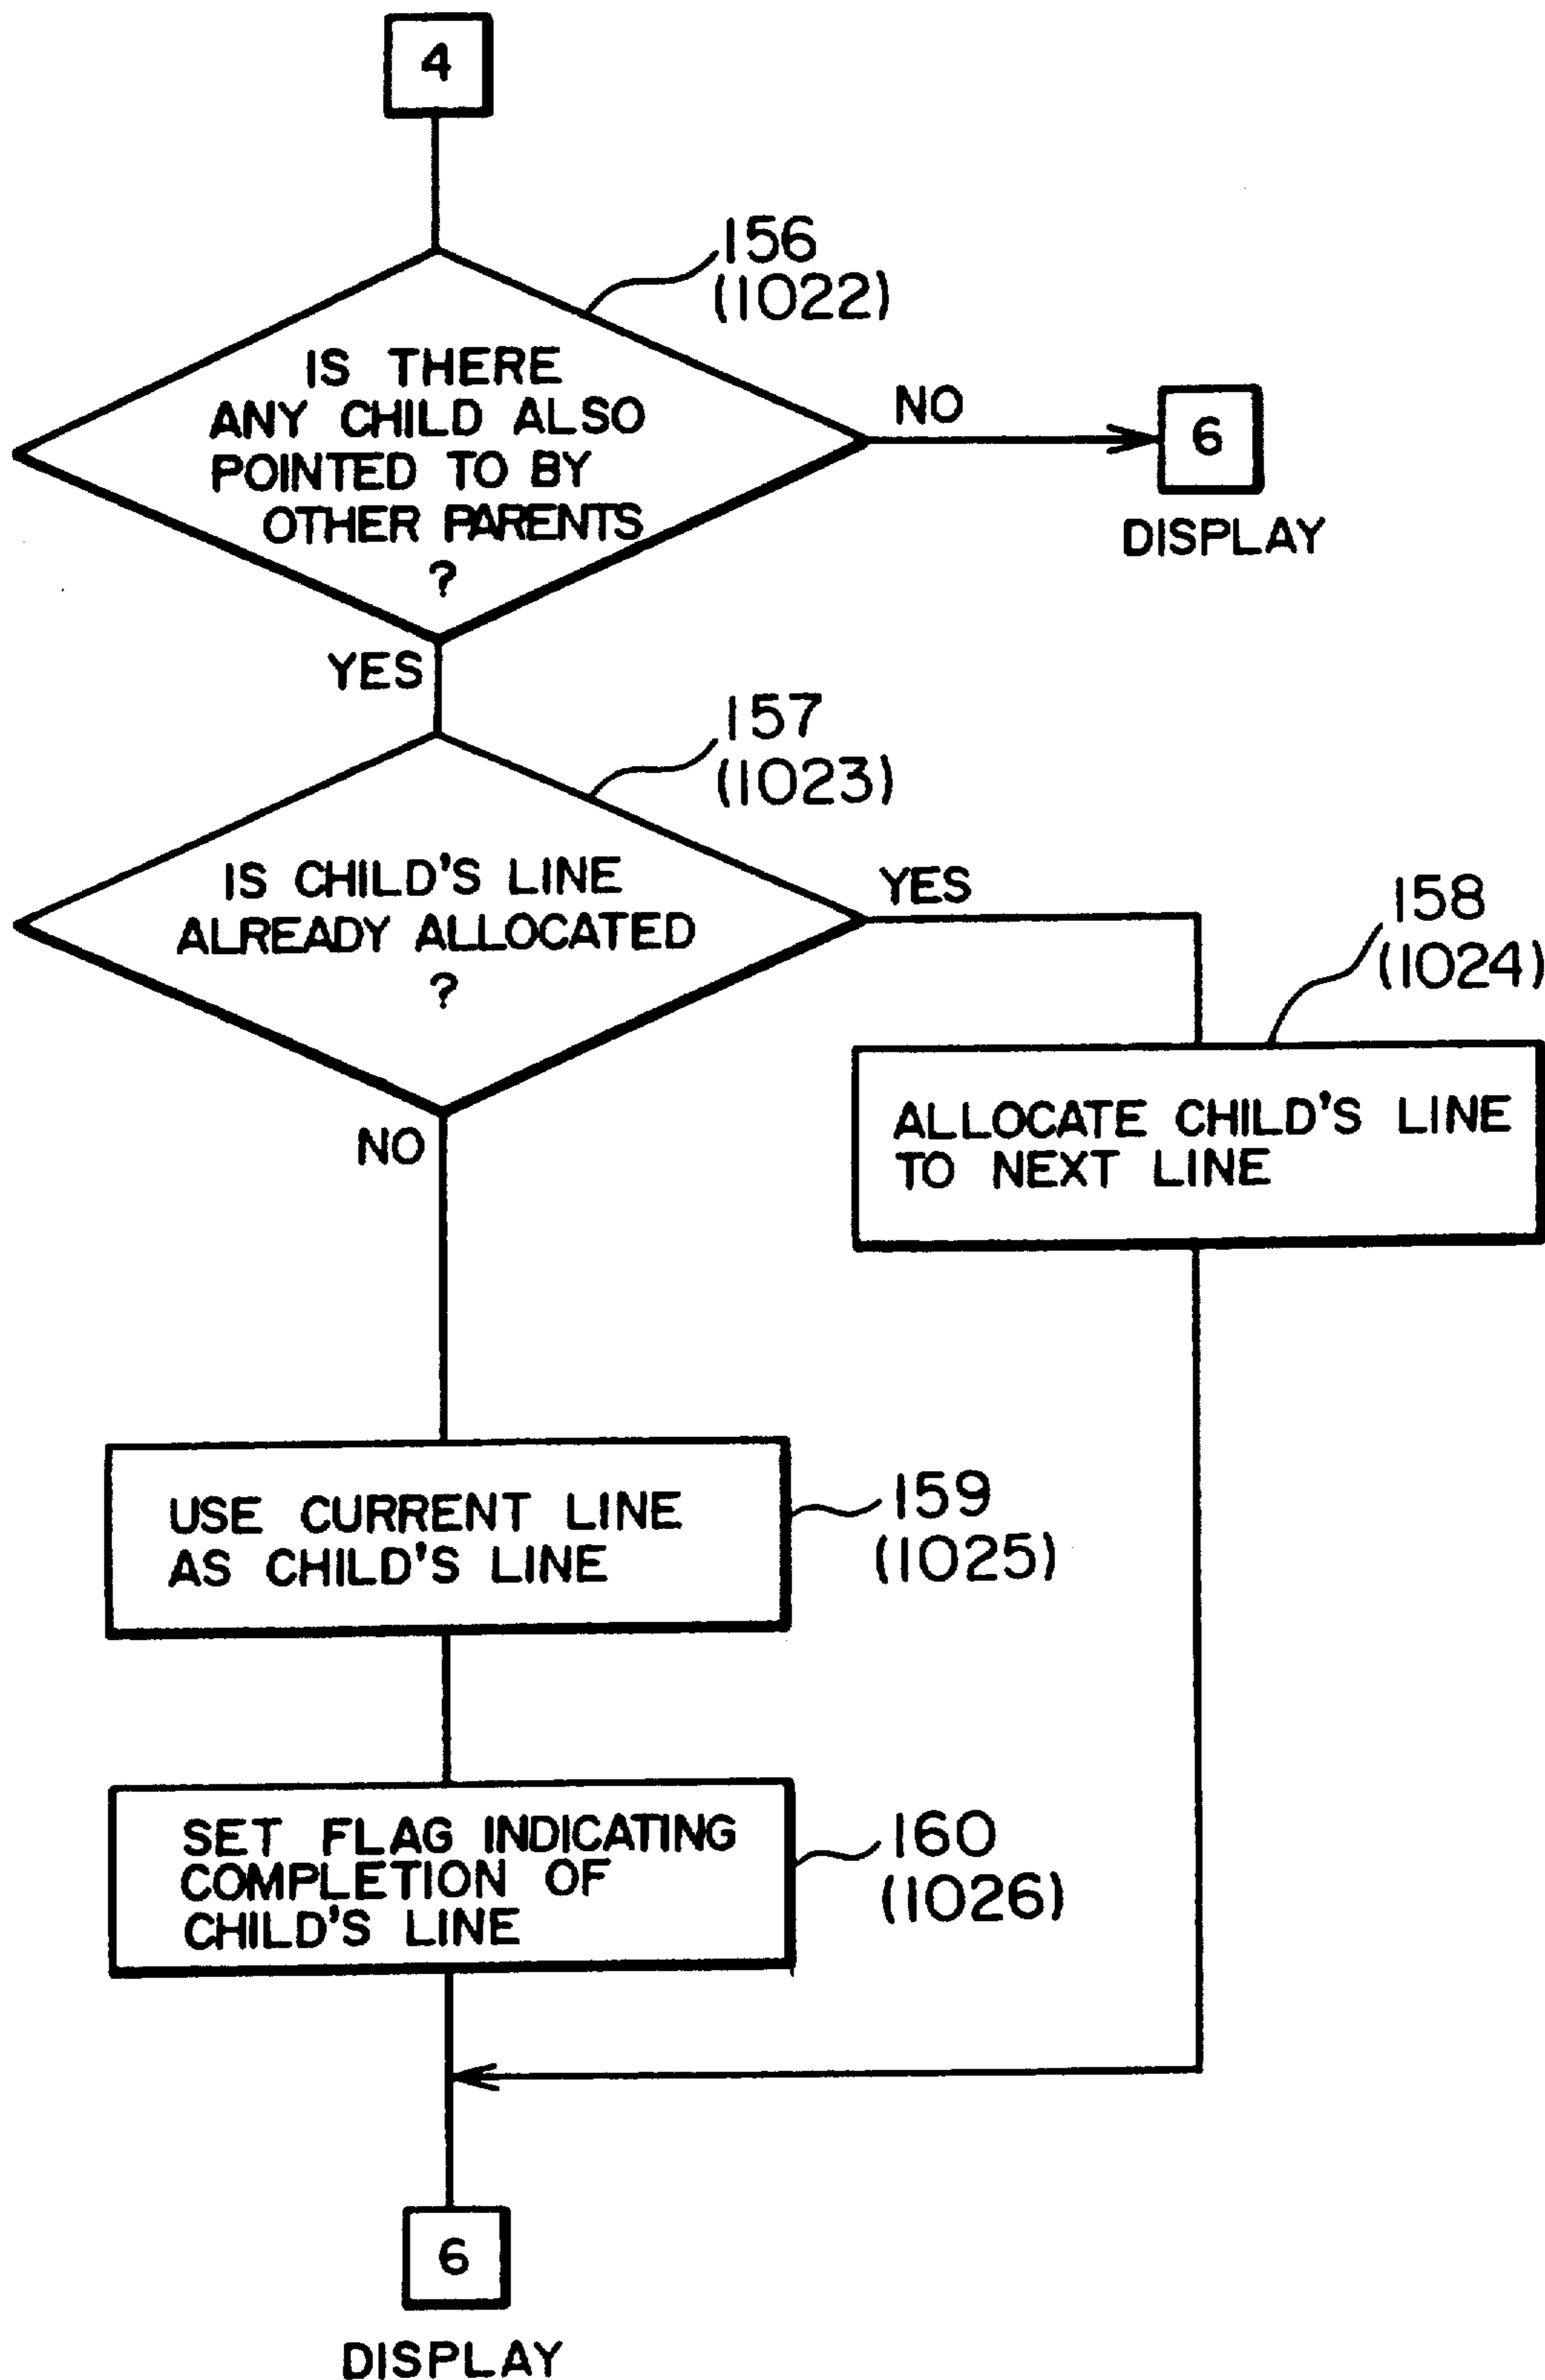 4
156
(1022)
IS THERE
ANY CHILD ALSO
POINTED TO BY
OTHER PARENTS
?
NO
6
DISPLAY
YES
157
(1023)
IS CHILD'S LINE
ALREADY ALLOCATED
?
YES
158
(1024)
ALLOCATE CHILD'S LINE
TO NEXT LINE
NO
USE CURRENT LINE
AS CHILD'S LINE
159
(1025)
SET FLAG INDICATING
COMPLETION OF
CHILD'S LINE
160
(1026)
6
DISPLAY